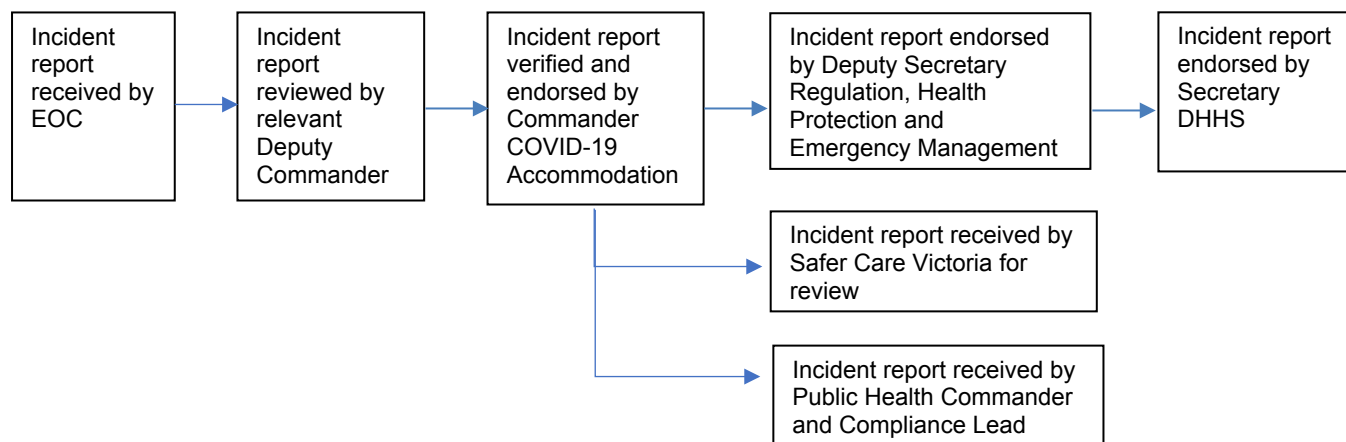 Incident
report
received by
EOC
Incident
report
reviewed by
relevant
Deputy
Commander
Incident report
verified and
endorsed by
Commander
COVID-19
Accommodation
Incident report endorsed
by Deputy Secretary
Regulation, Health
Protection and
Emergency Management
Incident report
endorsed by
Secretary
DHHS
Incident report received by
Safer Care Victoria for
review
Incident report received by
Public Health Commander
and Compliance Lead